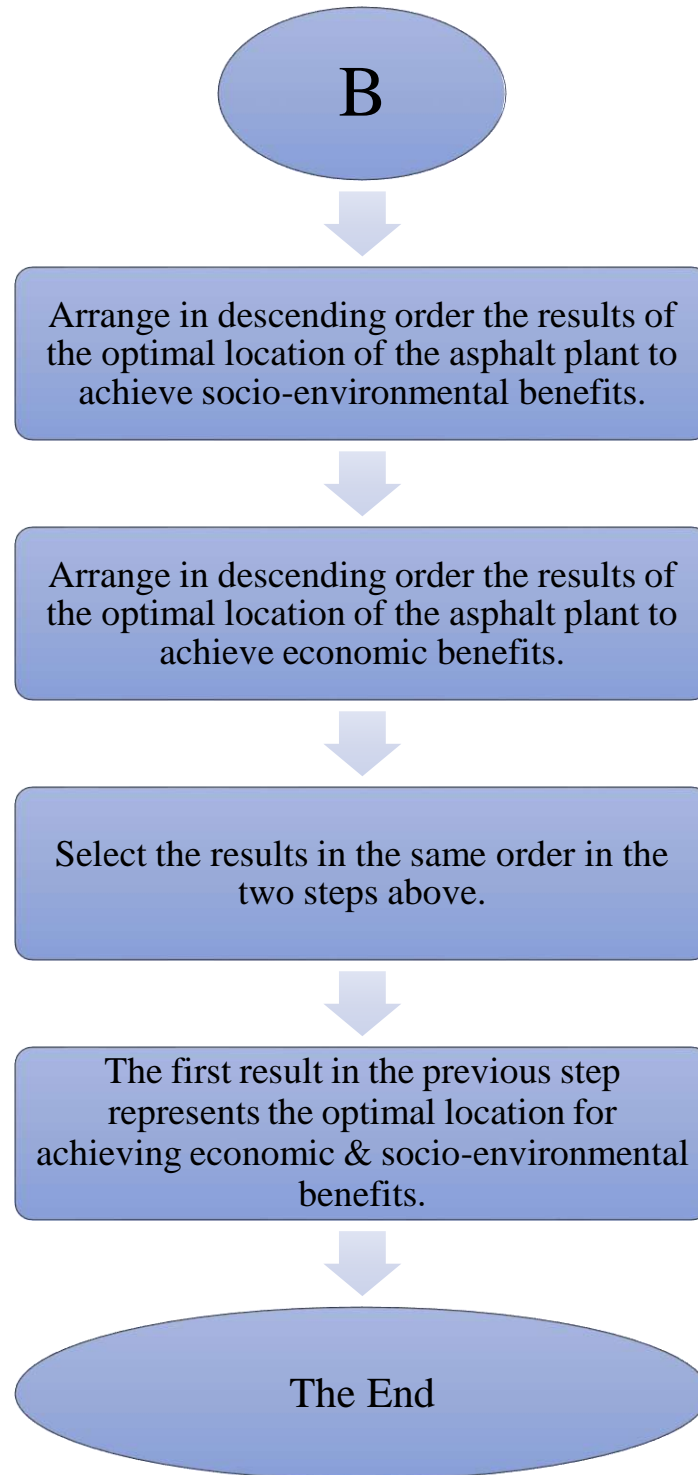 B
Arrange in descending order the results of
the optimal location of the asphalt plant to
achieve socio-environmental benefits.
Arrange in descending order the results of
the optimal location of the asphalt plant to
achieve economic benefits.
Select the results in the same order in the
two steps above.
The first result in the previous step
represents the optimal location for
achieving economic & socio-environmental
benefits.
The End